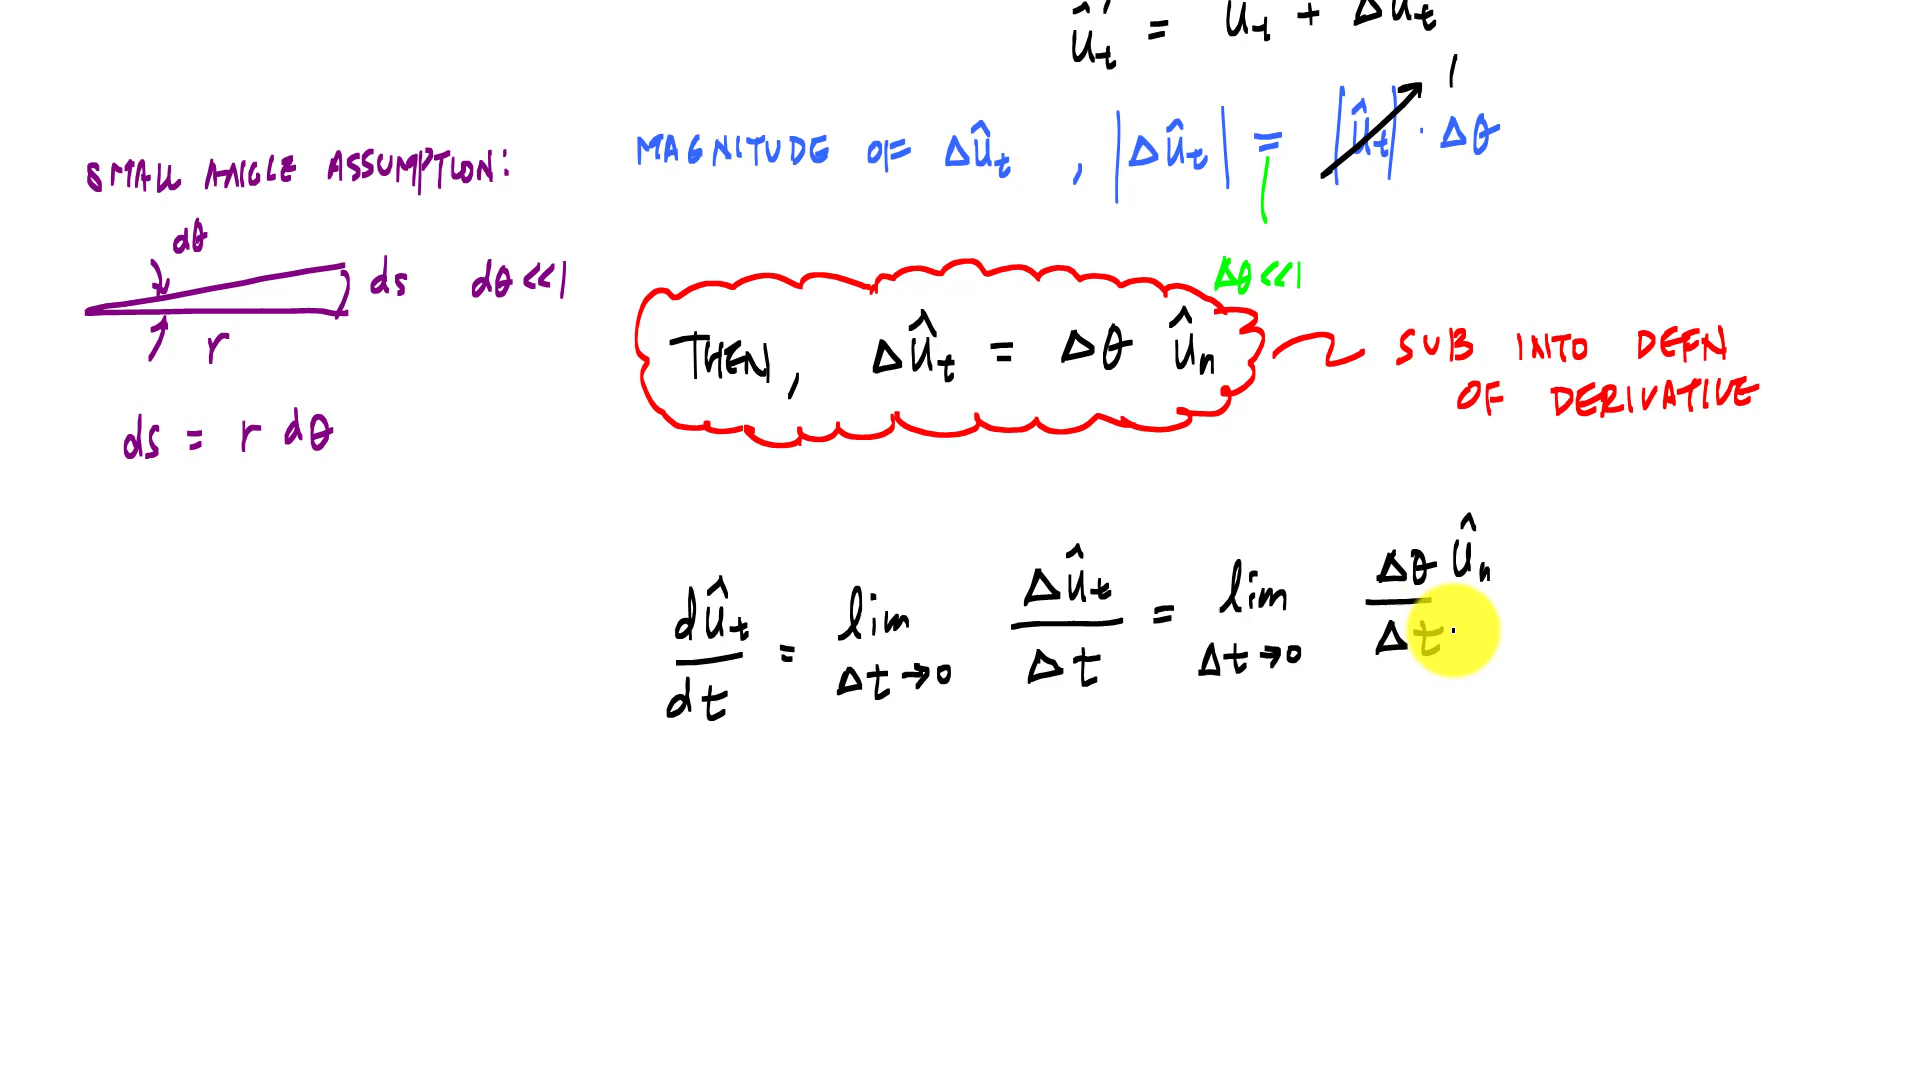 û't = ût + Δût
MAGNITUDE OF Δût , |Δût| = |ût| · Δθ
1
SMALL ANGLE ASSUMPTION:
dθ
ds dθ<<1
r
ds = r dθ
Δθ<<1
THEN, Δût = Δθ ûn
SUB INTO DEFN
OF DERIVATIVE
dût/dt = lim Δt→0 Δût/Δt = lim Δt→0 Δθ/Δt ûn